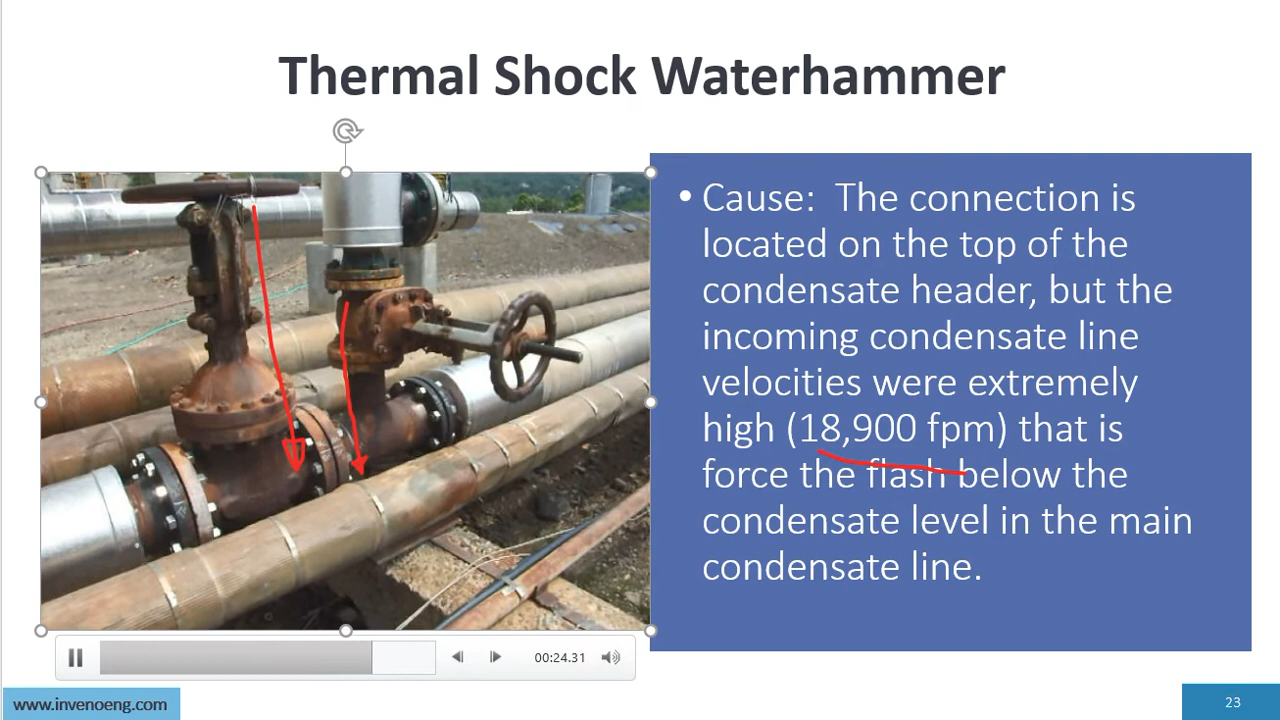 Thermal Shock Waterhammer
• Cause: The connection is
located on the top of the
condensate header, but the
incoming condensate line
velocities were extremely
high (18,900 fpm) that is
force the flash below the
condensate level in the main
condensate line.
00:24.31
www.invenoeng.com
23